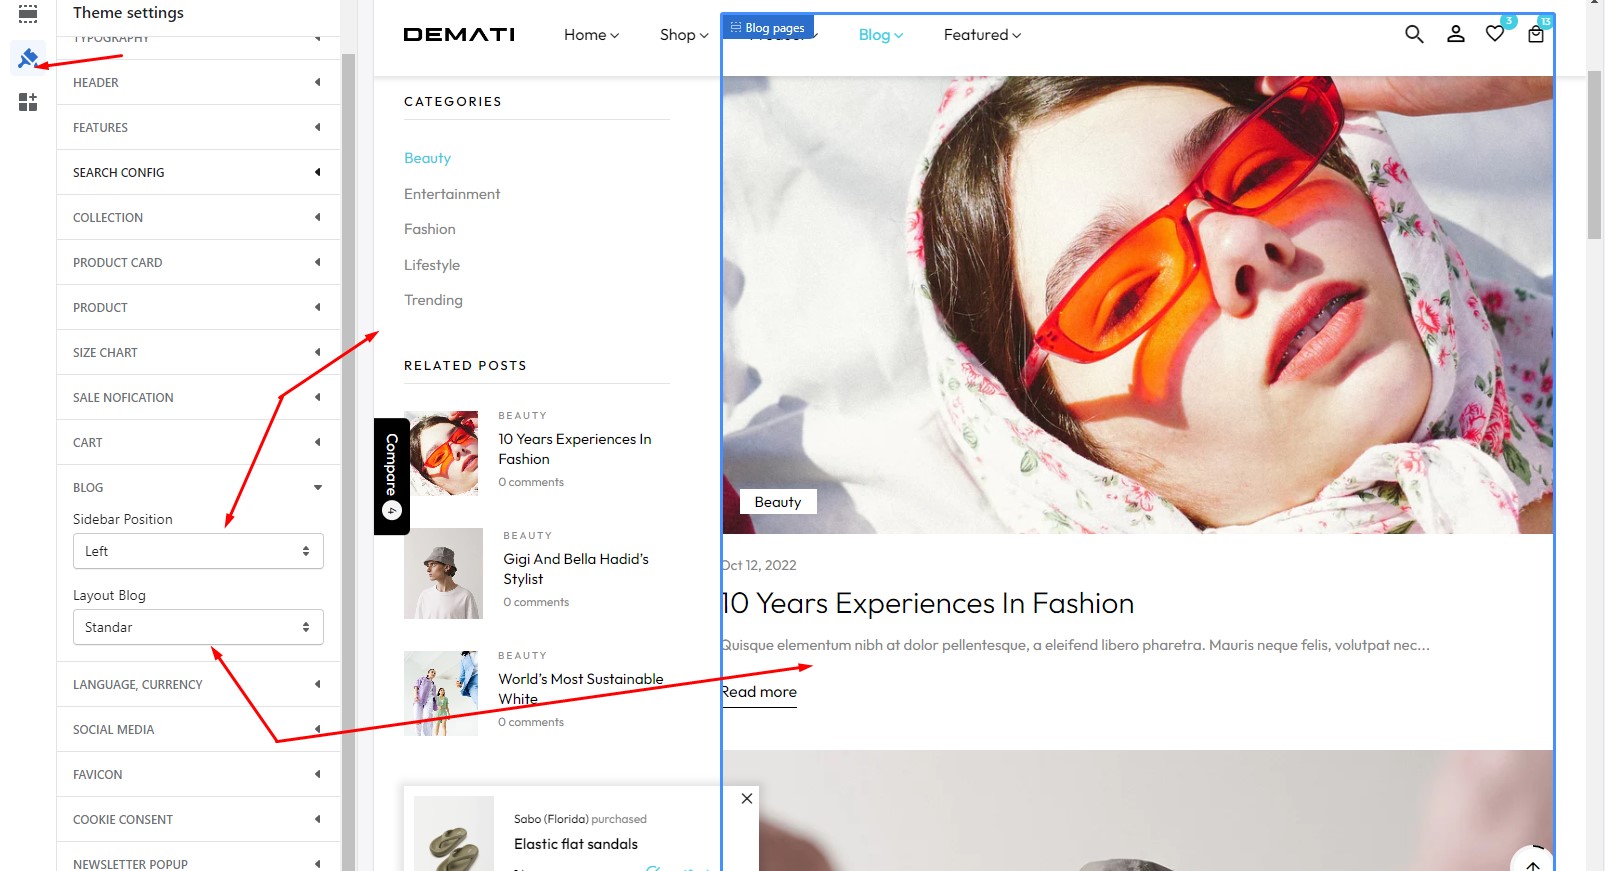 Theme settings
TYPOGRAPHY
HEADER
FEATURES
SEARCH CONFIG
COLLECTION
PRODUCT CARD
PRODUCT
SIZE CHART
SALE NOFICATION
CART
BLOG
Sidebar Position
Left
Layout Blog
Standar
LANGUAGE, CURRENCY
SOCIAL MEDIA
FAVICON
COOKIE CONSENT
NEWSLETTER POPUP
DEMATI
Home
Shop
Blog pages
Blog
Featured
3
13
CATEGORIES
Beauty
Entertainment
Fashion
Lifestyle
Trending
RELATED POSTS
BEAUTY
10 Years Experiences In
Fashion
0 comments
BEAUTY
Gigi And Bella Hadid's
Stylist
0 comments
BEAUTY
World's Most Sustainable
White
0 comments
Compare 4
Sabo (Florida) purchased
Elastic flat sandals
Beauty
Oct 12, 2022
10 Years Experiences In Fashion
Quisque elementum nibh at dolor pellentesque, a eleifend libero pharetra. Mauris neque felis, volutpat nec...
Read more